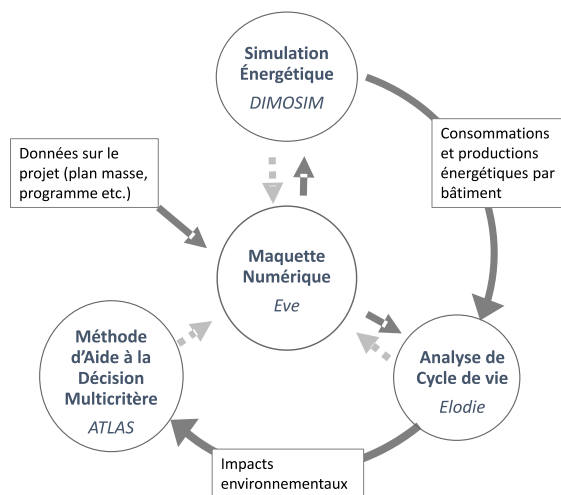 Simulation
Énergétique
DIMOSIM
Données sur le
projet (plan masse,
programme etc.)
Consommations
et productions
énergétiques par
bâtiment
Maquette
Numérique
Eve
Méthode
d'Aide à la
Décision
Multicritère
ATLAS
Analyse de
Cycle de vie
Elodie
Impacts
environnementaux